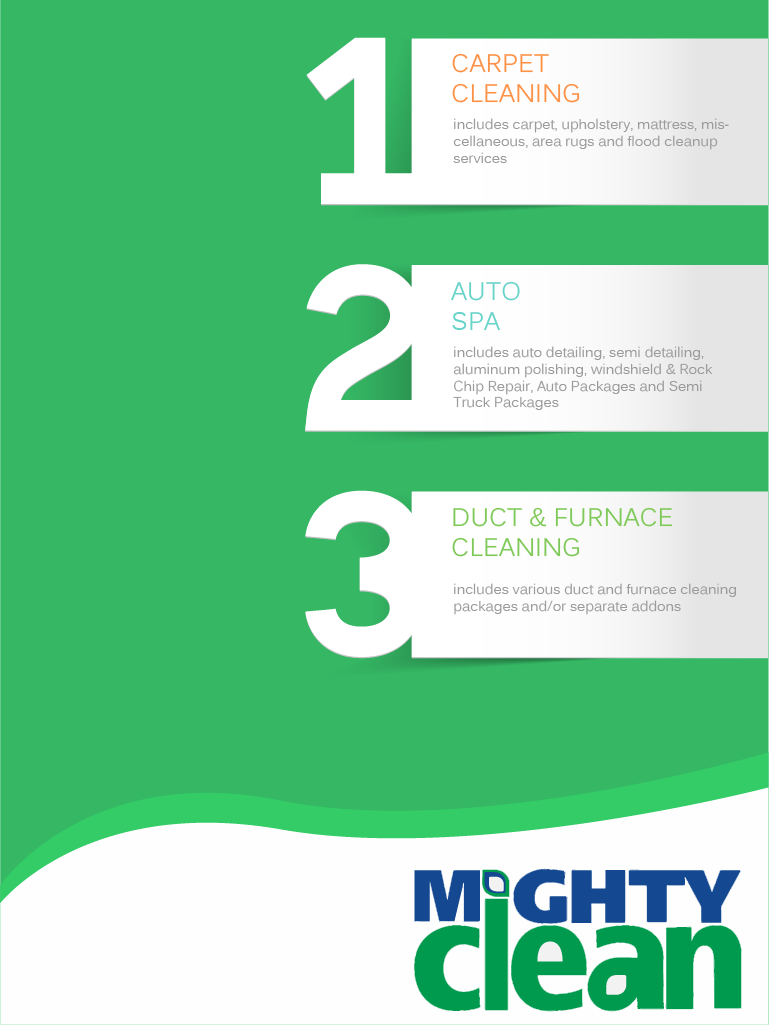 1
CARPET
CLEANING
includes carpet, upholstery, mattress, mis-
cellaneous, area rugs and flood cleanup
services
2
AUTO
SPA
includes auto detailing, semi detailing,
aluminum polishing, windshield & Rock
Chip Repair, Auto Packages and Semi
Truck Packages
3
DUCT & FURNACE
CLEANING
includes various duct and furnace cleaning
packages and/or separate addons
MiGHTY
clean